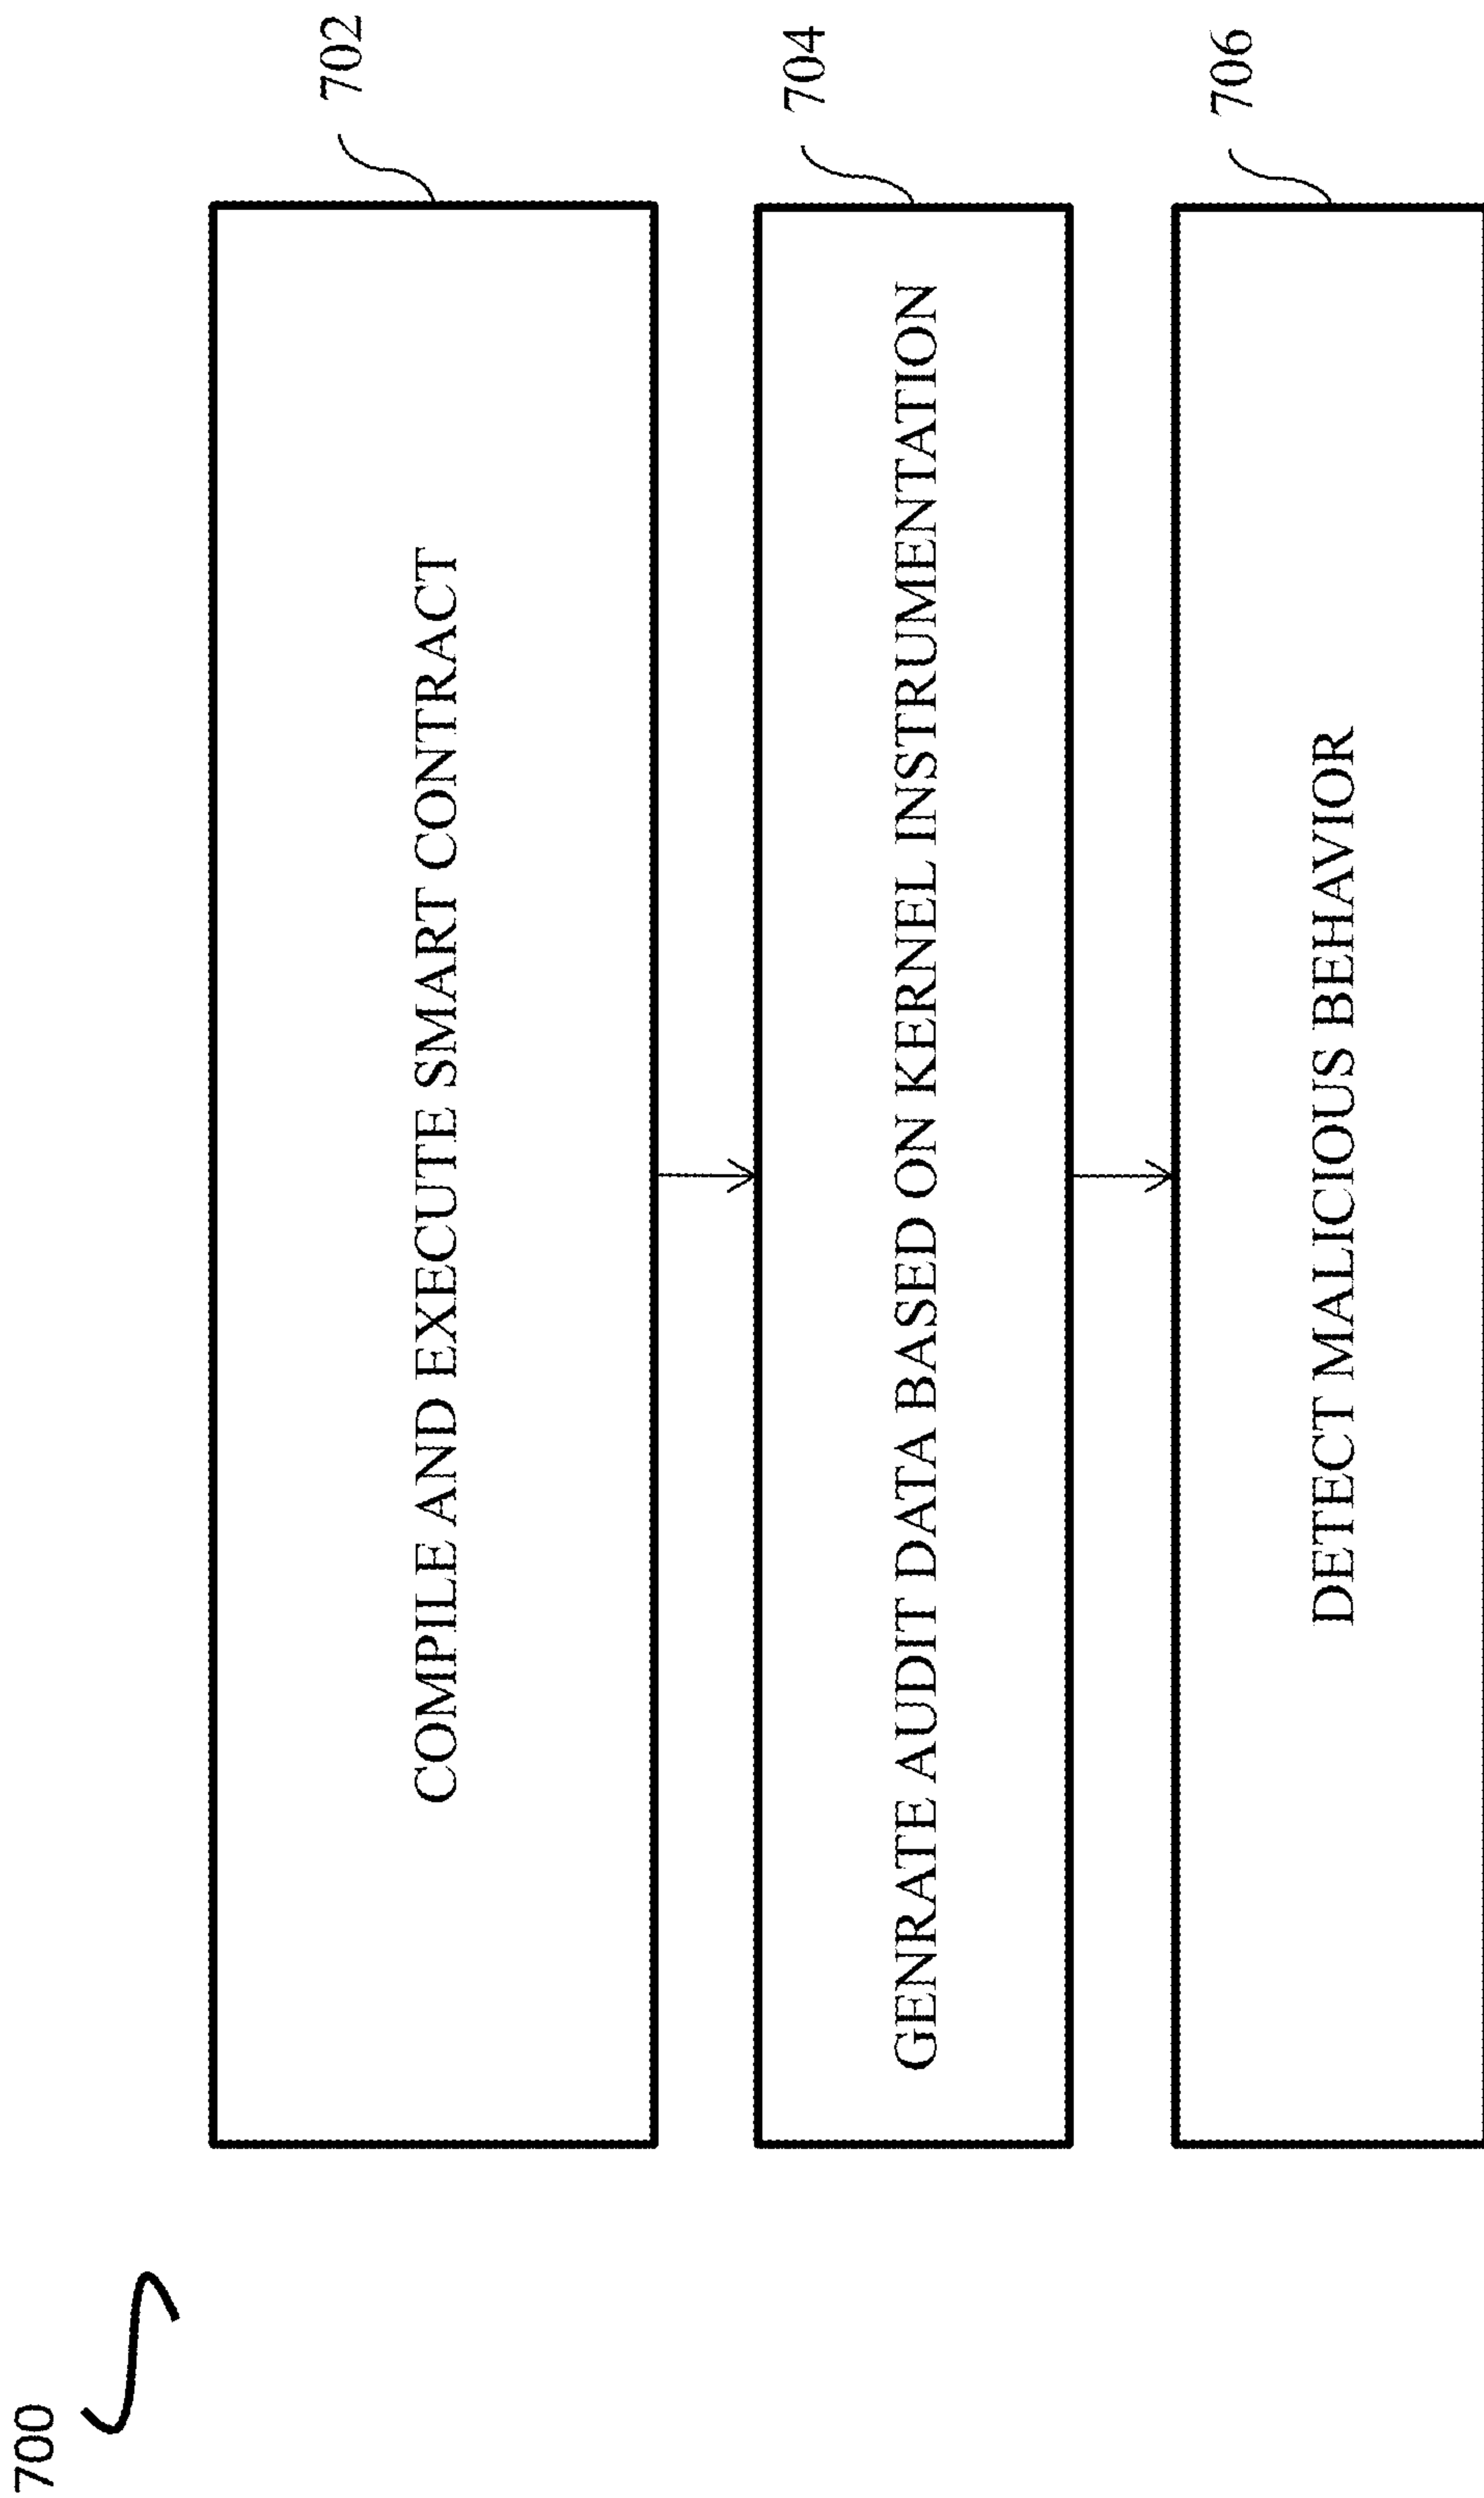 700
702
COMPILE AND EXECUTE SMART CONTRACT
704
GENRATE AUDIT DATA BASED ON KERNEL INSTRUMENTATION
706
DETECT MALICIOUS BEHAVIOR